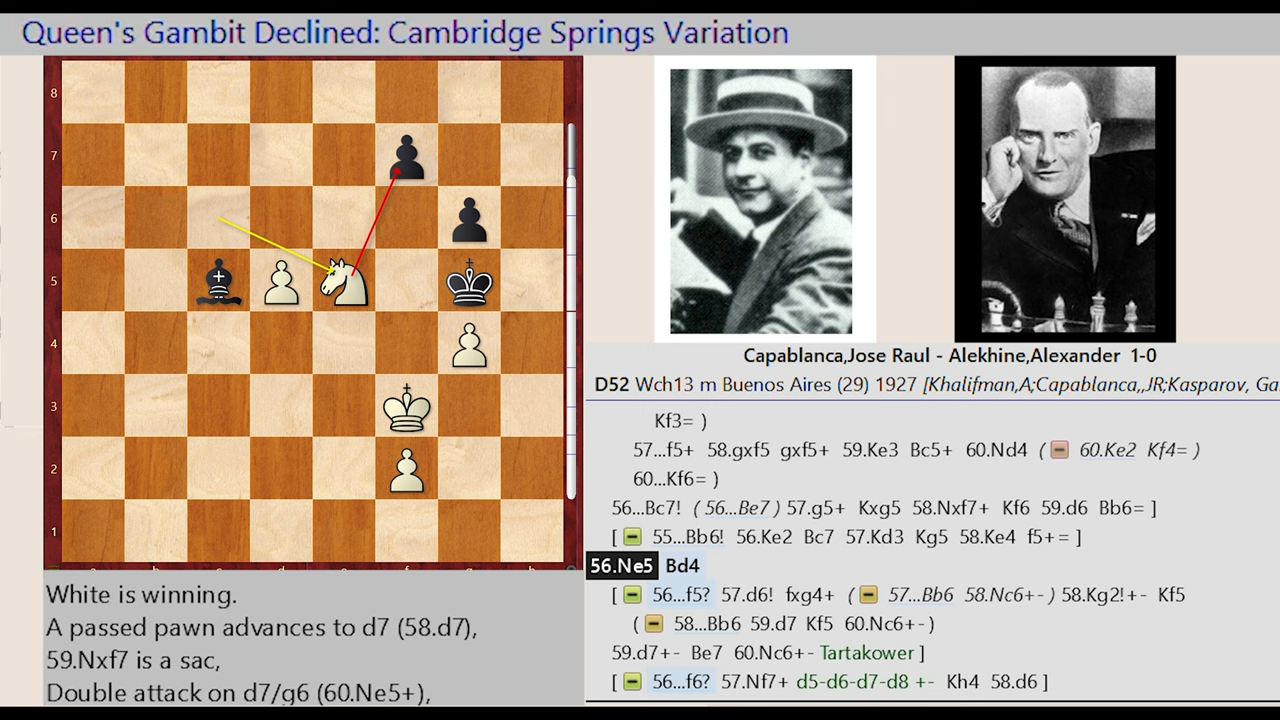 Queen's Gambit Declined: Cambridge Springs Variation
8
7
6
5
4
3
2
1
Capablanca,Jose Raul - Alekhine,Alexander 1-0
D52 Wch13 m Buenos Aires (29) 1927 [Khalifman,A;Capablanca,,JR;Kasparov, Ga
Kf3= )
57...f5+ 58.gxf5 gxf5+ 59.Ke3 Bc5+ 60.Nd4 ( 60.Ke2 Kf4= )
60...Kf6= )
56...Bc7! ( 56...Be7 ) 57.g5+ Kxg5 58.Nxf7+ Kf6 59.d6 Bb6= ]
[ 55...Bb6! 56.Ke2 Bc7 57.Kd3 Kg5 58.Ke4 f5+= ]
56.Ne5 Bd4
[ 56...f5? 57.d6! fxg4+ ( 57...Bb6 58.Nc6+- ) 58.Kg2!+- Kf5
( 58...Bb6 59.d7 Kf5 60.Nc6+- )
59.d7+- Be7 60.Nc6+- Tartakower ]
[ 56...f6? 57.Nf7+ d5-d6-d7-d8 +- Kh4 58.d6 ]
White is winning.
A passed pawn advances to d7 (58.d7),
59.Nxf7 is a sac,
Double attack on d7/g6 (60.Ne5+),